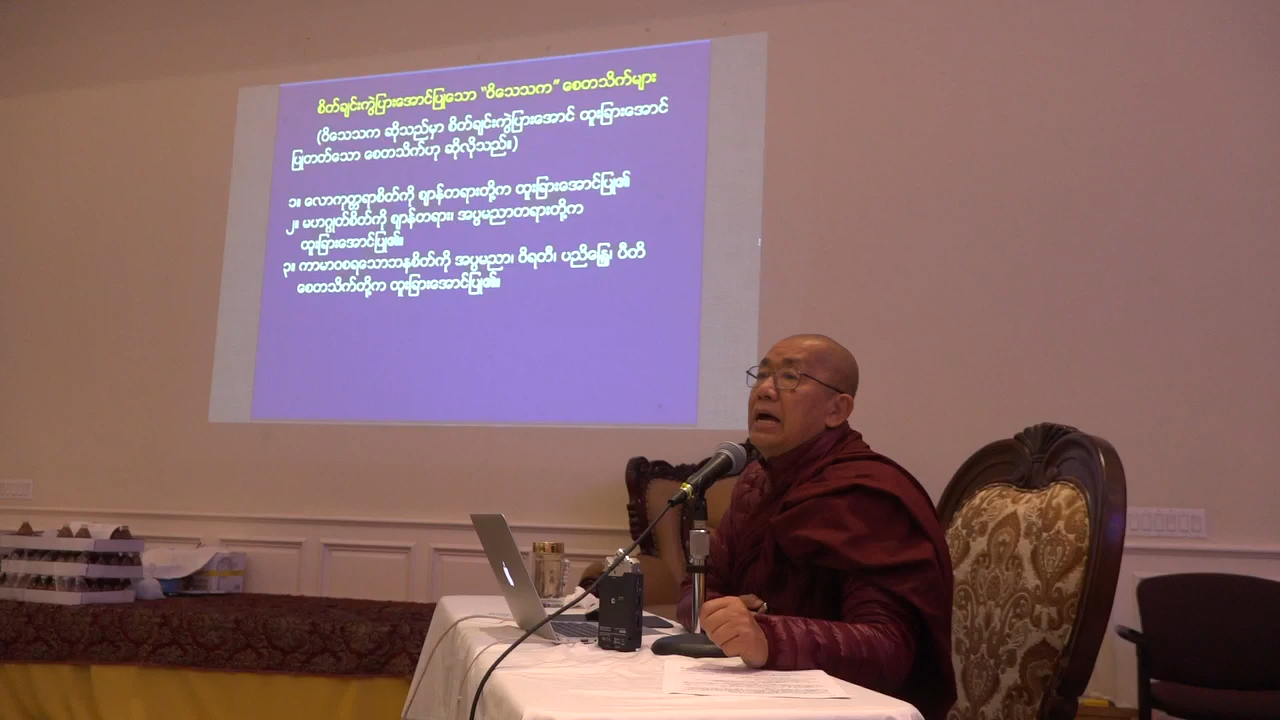 စိတ်ချင်းကွဲပြားအောင်ပြုသော “ဝိသေသက” စေတသိက်များ
(ဝိသေသက ဆိုသည်မှာ စိတ်ချင်းကွဲပြားအောင် ထူးခြားအောင်
ပြုတတ်သော စေတသိက်ဟု ဆိုလိုသည်။)
၁။ လောကုတ္တရာစိတ်ကို ဈာန်တရားတို့က ထူးခြားအောင်ပြု၏
၂။ မဟဂ္ဂုတ်စိတ်ကို ဈာန်တရား၊ အပ္ပမညာတရားတို့က
ထူးခြားအောင်ပြု၏။
၃။ ကာမာဝစရသောဘနစိတ်ကို အပ္ပမညာ၊ ဝိရတီ၊ ပညိန္ဒြေ၊ ပီတိ
စေတသိက်တို့က ထူးခြားအောင်ပြု၏။